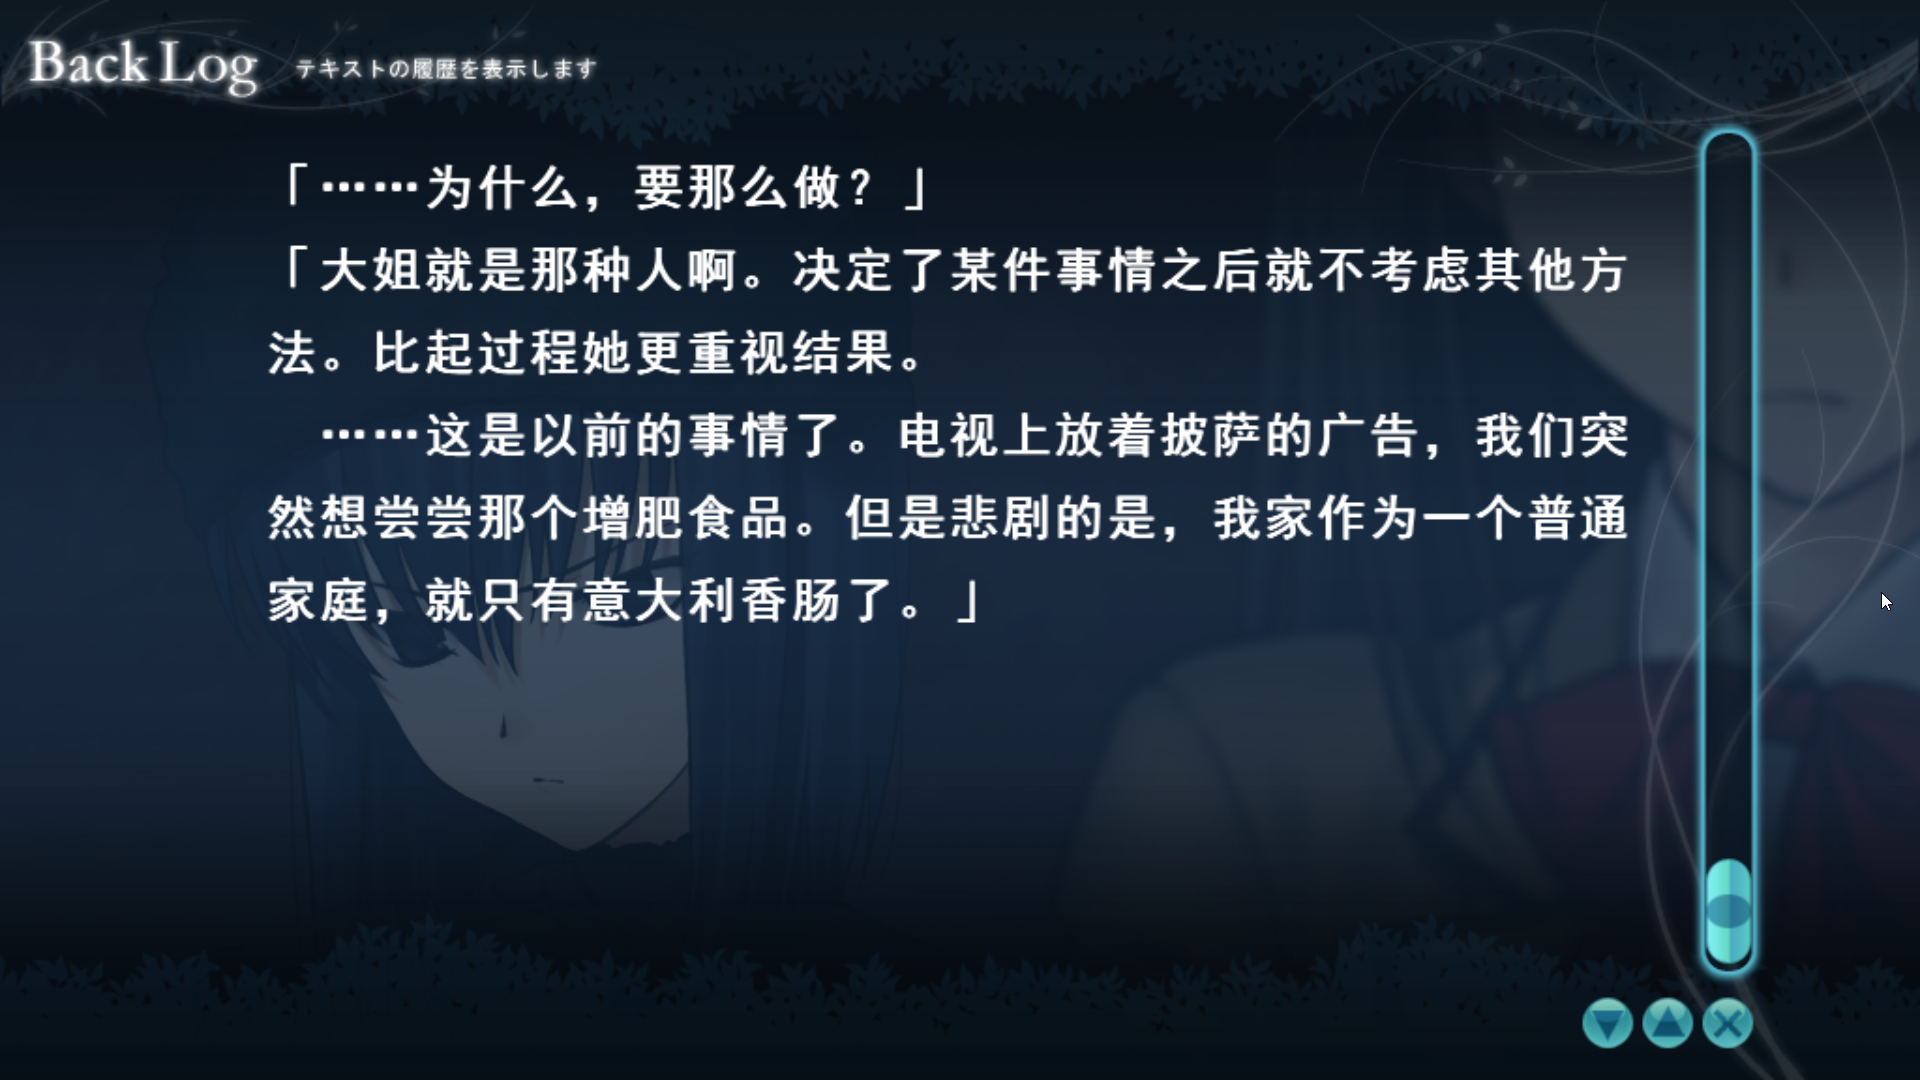 Back Log テキストの履歴を表示します
「……为什么，要那么做？」
「大姐就是那种人啊。决定了某件事情之后就不考虑其他方
法。比起过程她更重视结果。
……这是以前的事情了。电视上放着披萨的广告，我们突
然想尝尝那个增肥食品。但是悲剧的是，我家作为一个普通
家庭，就只有意大利香肠了。」